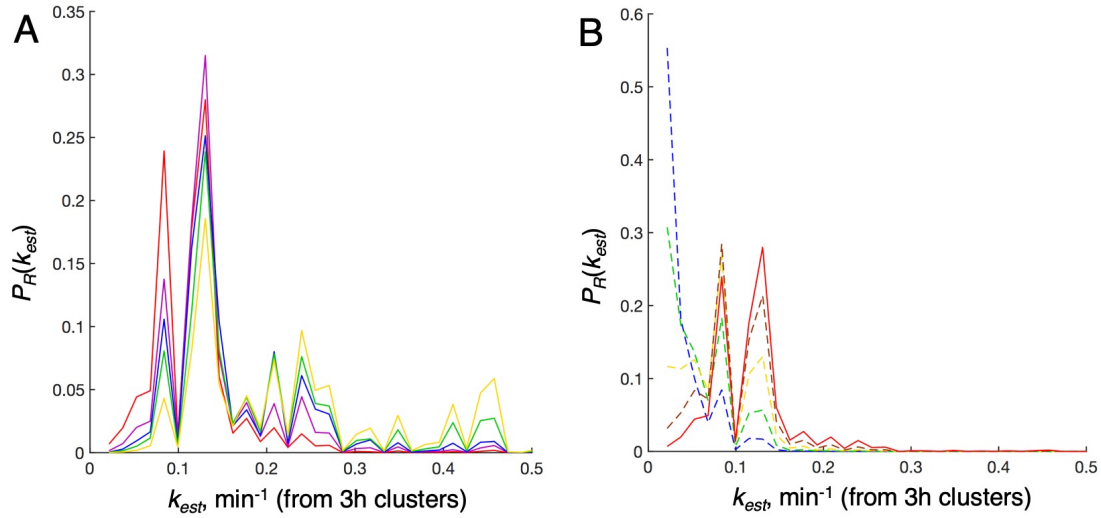 A
0.35
0.3
0.25
0.2
0.15
0.1
0.05
0
P_R(k_est)
0 0.1 0.2 0.3 0.4 0.5
k_est, min⁻¹ (from 3h clusters)
B
0.6
0.5
0.4
0.3
0.2
0.1
0
P_R(k_est)
0 0.1 0.2 0.3 0.4 0.5
k_est, min⁻¹ (from 3h clusters)